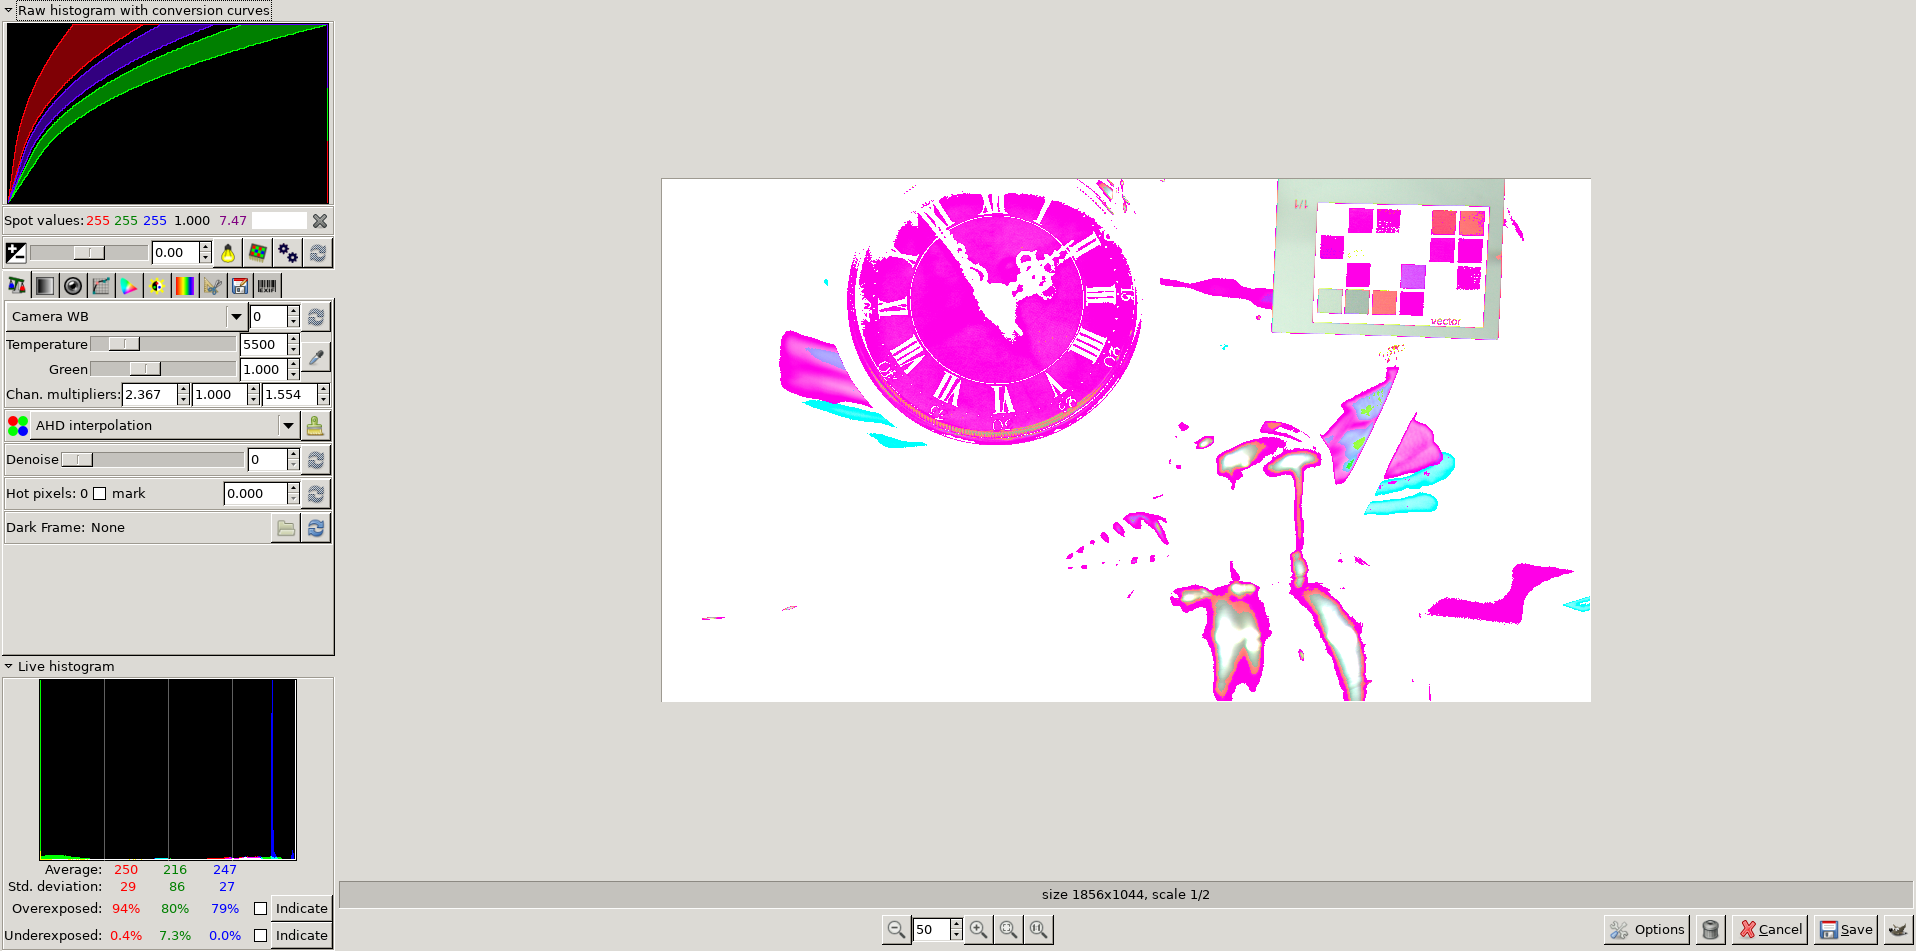 Raw histogram with conversion curves
Spot values: 255 255 255 1.000 7.47
0.00
EXIF
Camera WB 0
Temperature 5500
Green 1.000
Chan. multipliers: 2.367 1.000 1.554
AHD interpolation
Denoise 0
Hot pixels: 0 mark 0.000
Dark Frame: None
Live histogram
Average: 250 216 247
Std. deviation: 29 86 27
Overexposed: 94% 80% 79% Indicate
Underexposed: 0.4% 7.3% 0.0% Indicate
vector
size 1856x1044, scale 1/2
50
Options
Cancel
Save